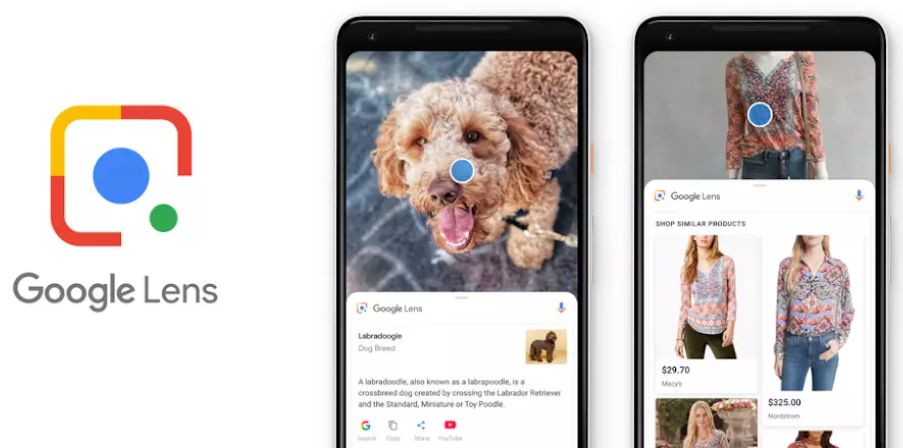 Google Lens
Google Lens
Labradoogie
Dog Breed
A labradoodle, also known as a labrapoodle, is a
crossbreed dog created by crossing the Labrador Retriever
and the Standard, Miniature or Toy Poodle.
Search Copy Share YouTube
Google Lens
SHOP SIMILAR PRODUCTS
$29.70
Macy's
$325.00
Nordstrom